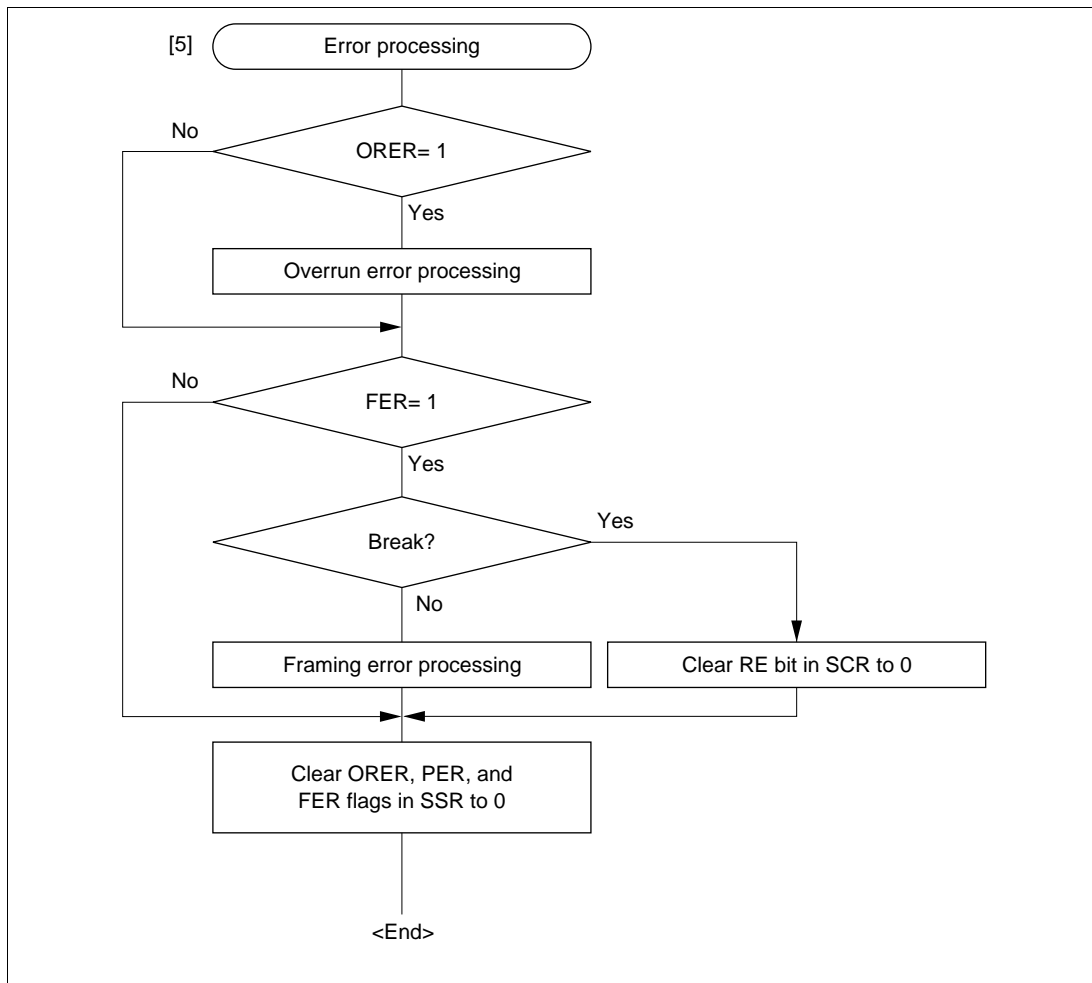 [5] Error processing
No
ORER= 1
Yes
Overrun error processing
No
FER= 1
Yes
Yes
Break?
No
Framing error processing
Clear RE bit in SCR to 0
Clear ORER, PER, and
FER flags in SSR to 0
<End>